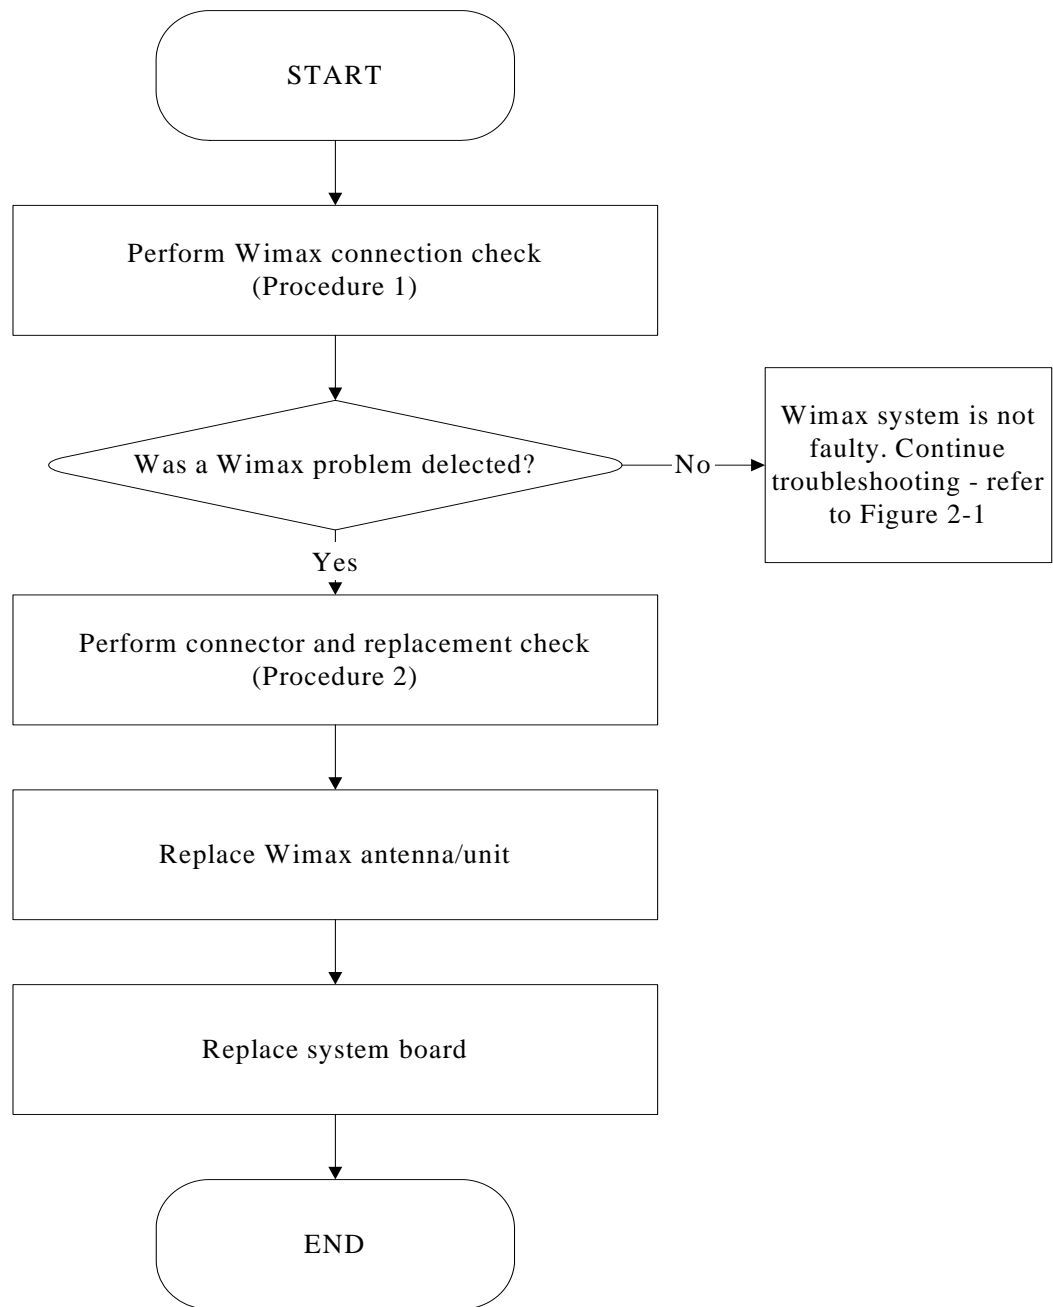 START
Perform Wimax connection check
(Procedure 1)
Was a Wimax problem delected?
No
Wimax system is not
faulty. Continue
troubleshooting - refer
to Figure 2-1
Yes
Perform connector and replacement check
(Procedure 2)
Replace Wimax antenna/unit
Replace system board
END